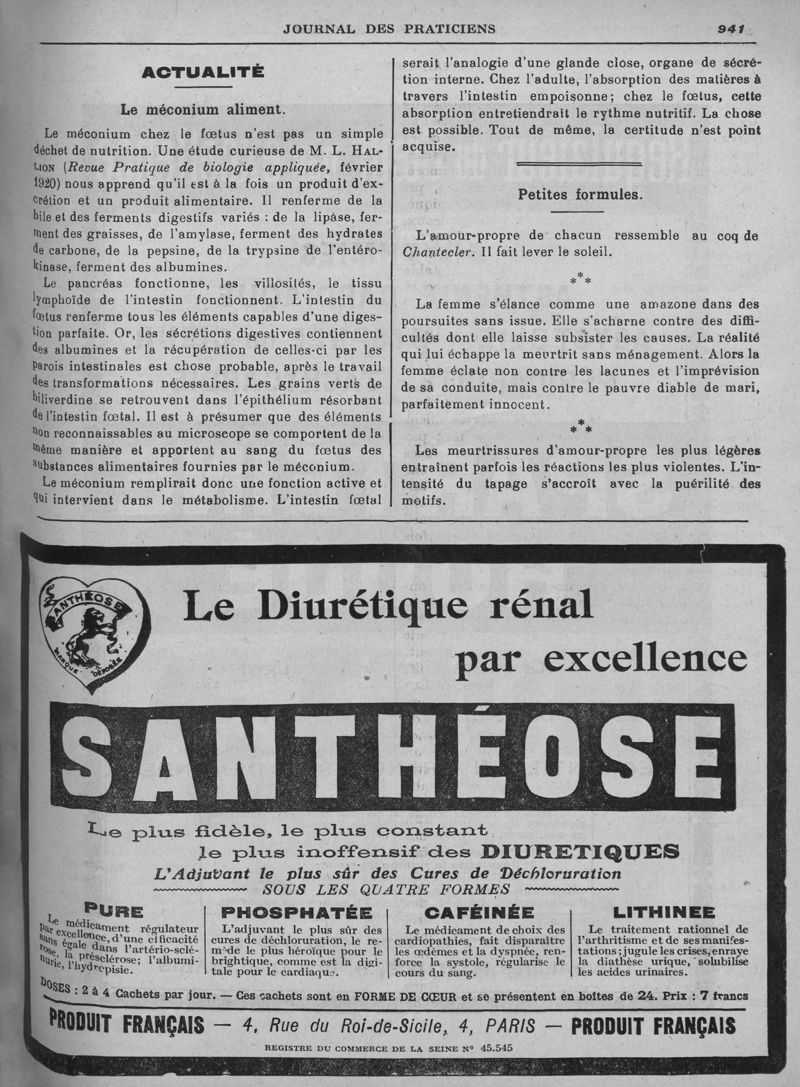 JOURNAL DES PRATICIENS
941
ACTUALITÉ
Le méconium aliment.
Le méconium chez le fœtus n'est pas un simple
déchet de nutrition. Une étude curieuse de M. L. HAL-
LION (Revue Pratique de biologie appliquée, février
1920) nous apprend qu'il est à la fois un produit d'ex-
crétion et un produit alimentaire. Il renferme de la
bile et des ferments digestifs variés : de la lipàse, fer-
ment des graisses, de l'amylase, ferment des hydrates
de carbone, de la pepsine, de la trypsine de l'entéro-
kinase, ferment des albumines.
Le pancréas fonctionne, les villosités, le tissu
lymphoïde de l'intestin fonctionnent. L'intestin du
fœtus renferme tous les éléments capables d'une diges-
tion parfaite. Or, les sécrétions digestives contiennent
des albumines et la récupération de celles-ci par les
parois intestinales est chose probable, après le travail
des transformations nécessaires. Les grains verts de
biliverdine se retrouvent dans l'épithélium résorbant
de l'intestin fœtal. Il est à présumer que des éléments
non reconnaissables au microscope se comportent de la
même manière et apportent au sang du fœtus des
substances alimentaires fournies par le méconium.
Le méconium remplirait donc une fonction active et
qui intervient dans le métabolisme. L'intestin fœtal
serait l'analogie d'une glande close, organe de sécré-
tion interne. Chez l'adulte, l'absorption des matières à
travers l'intestin empoisonne ; chez le fœtus, cette
absorption entretiendrait le rythme nutritif. La chose
est possible. Tout de même, la certitude n'est point
acquise.
Petites formules.
L'amour-propre de chacun ressemble au coq de
Chantecler. Il fait lever le soleil.
***
La femme s'élance comme une amazone dans des
poursuites sans issue. Elle s'acharne contre des diffi-
cultés dont elle laisse subsister les causes. La réalité
qui lui échappe la meurtrit sans ménagement. Alors la
femme éclate non contre les lacunes et l'imprévision
de sa conduite, mais contre le pauvre diable de mari,
parfaitement innocent.
***
Les meurtrissures d'amour-propre les plus légères
entraînent parfois les réactions les plus violentes. L'in-
tensité du tapage s'accroît avec la puérilité des
motifs.
SANTHÉOSE
MARQUE DÉPOSÉE
Le Diurétique rénal
par excellence
SANTHÉOSE
Le plus fidèle, le plus constant
le plus inoffensif des DIURETIQUES
L'Adjuvant le plus sûr des Cures de Déchloruration
SOUS LES QUATRE FORMES
PURE
Le médicament régulateur
par excellence, d'une efficacité
sans égale dans l'artério-sclé-
rose, la présclérose ; l'albumi-
nurie, l'hydropisie.
PHOSPHATÉE
L'adjuvant le plus sûr des
cures de déchloruration, le re-
mède le plus héroïque pour le
brightique, comme est la digi-
tale pour le cardiaque.
CAFÉINÉE
Le médicament de choix des
cardiopathies, fait disparaître
les œdèmes et la dyspnée, ren-
force la systole, régularise le
cours du sang.
LITHINEE
Le traitement rationnel de
l'arthritisme et de ses manifes-
tations ; jugule les crises, enraye
la diathèse urique, solubilise
les acides urinaires.
DOSES : 2 à 4 Cachets par jour. — Ces cachets sont en FORME DE CŒUR et se présentent en boîtes de 24. Prix : 7 francs
PRODUIT FRANÇAIS — 4, Rue du Roi-de-Sicile, 4, PARIS — PRODUIT FRANÇAIS
REGISTRE DU COMMERCE DE LA SEINE N° 45.545